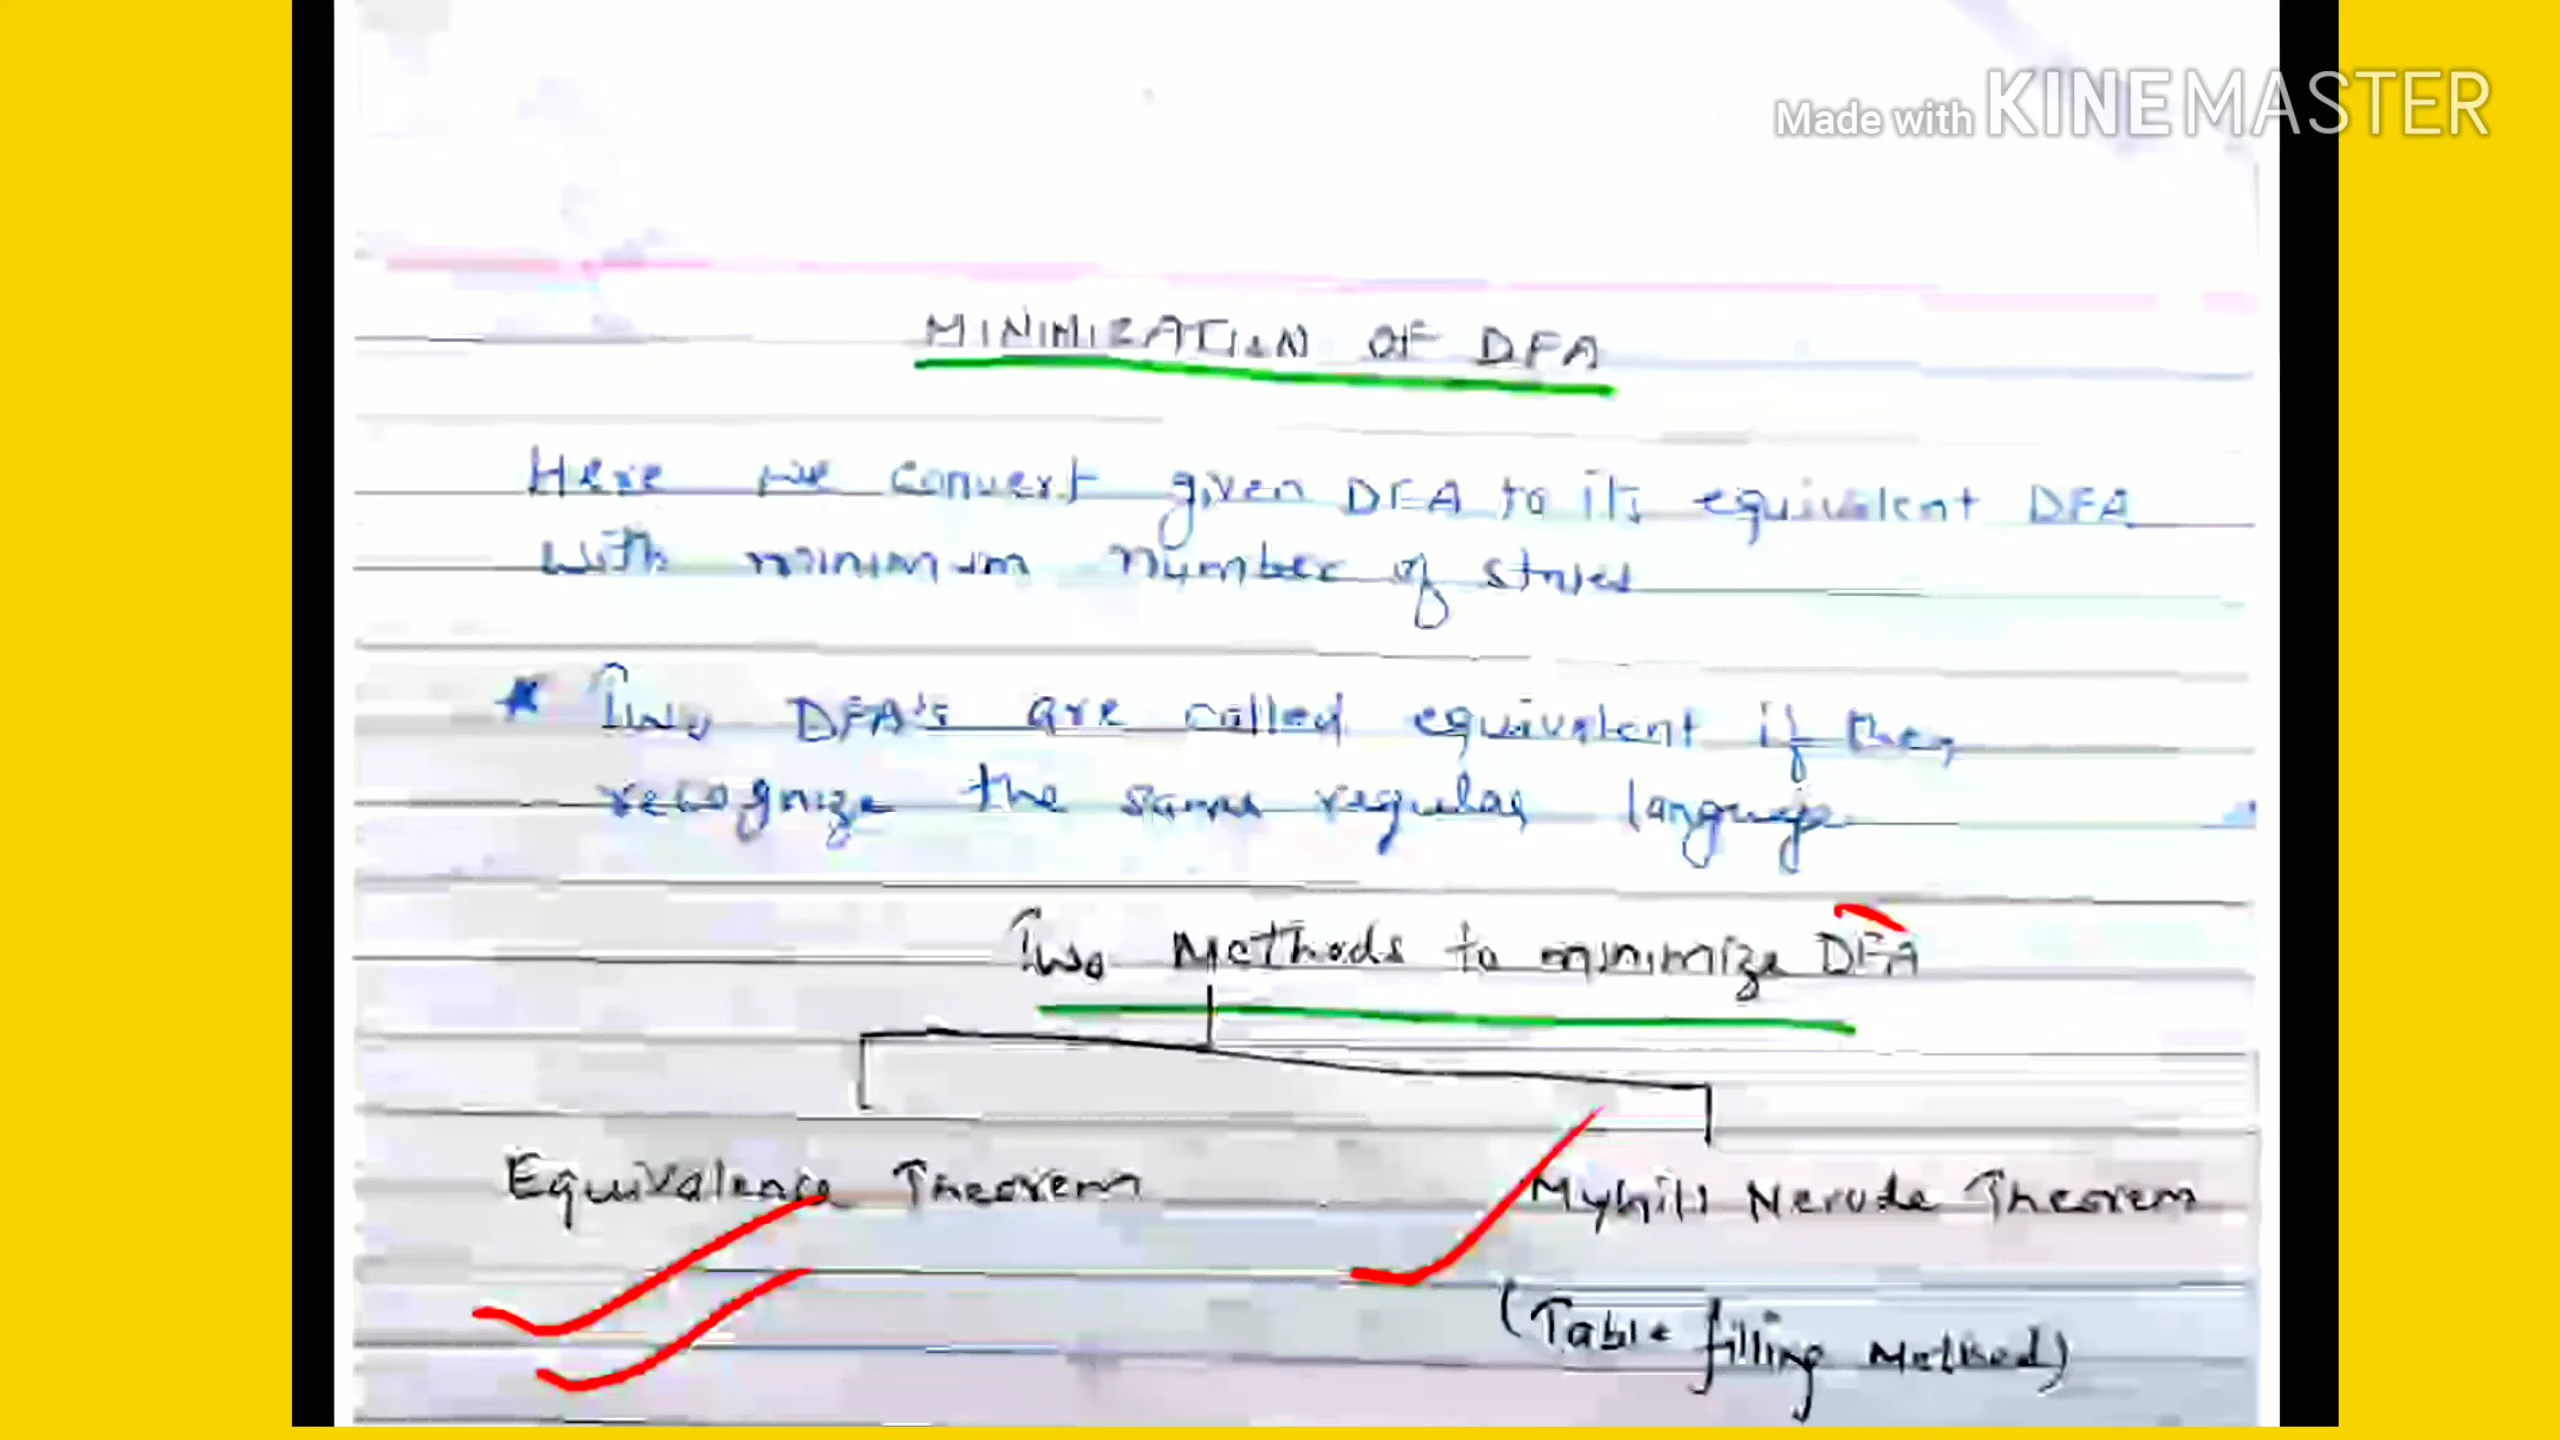 Made with KINEMASTER
MINIMIZATION OF DFA
Here we convert given DFA to its equivalent DFA
with minimum number of states
* Two DFA's are called equivalent if they
recognize the same regular language
Two Methods to minimize DFA
Equivalence Theorem
Myhill Nerode Theorem
(Table filling Method)